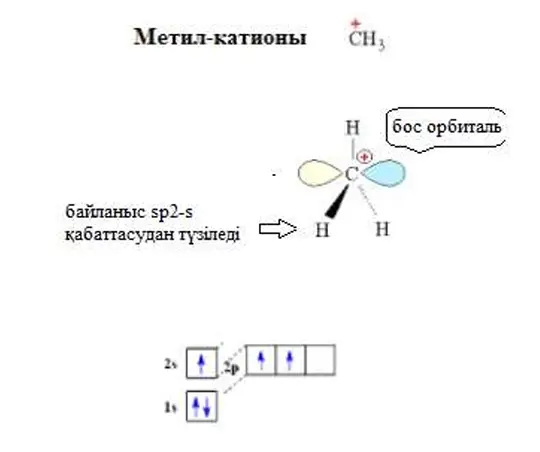 Метил-катионы
+
CH3
H
бос орбиталь
C +
байланыс sp2-s
қабаттасудан түзіледі
H H
2s 2p
1s